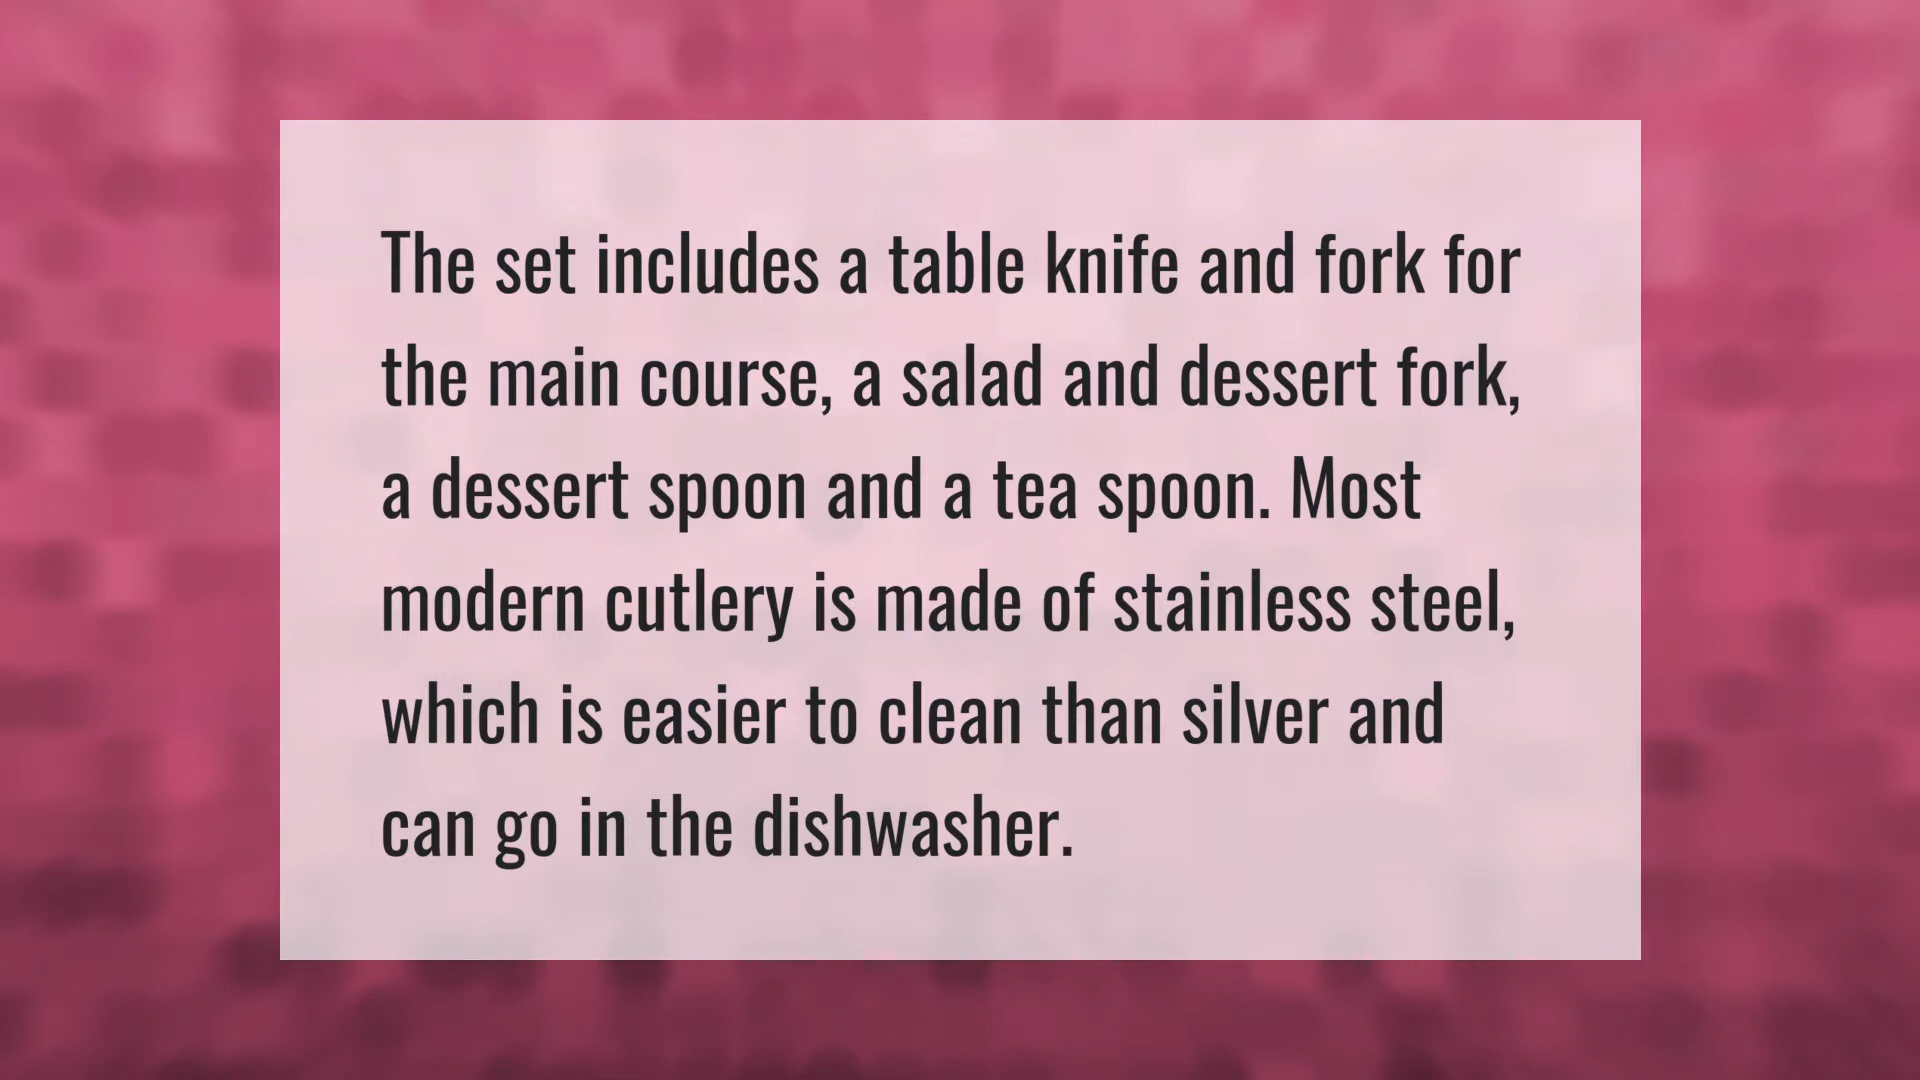 The set includes a table knife and fork for
the main course, a salad and dessert fork,
a dessert spoon and a tea spoon. Most
modern cutlery is made of stainless steel,
which is easier to clean than silver and
can go in the dishwasher.